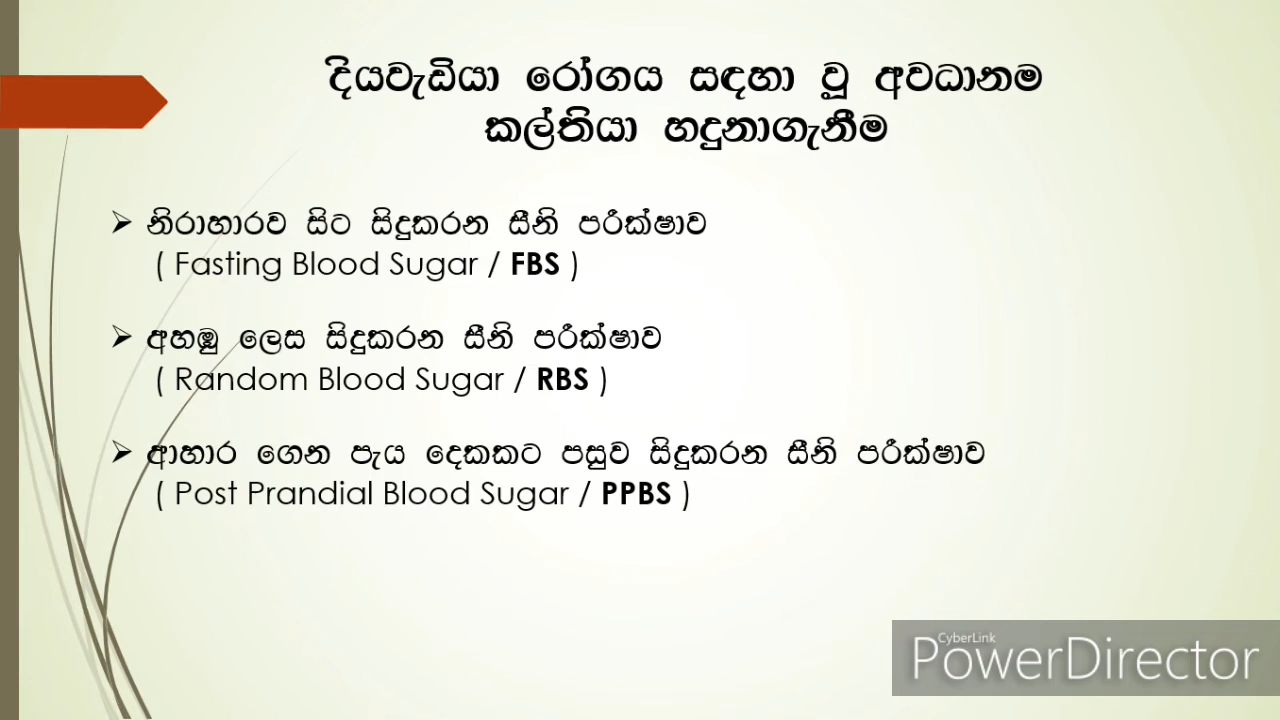 දියවැඩියා රෝගය සඳහා වූ අවධානම
කල්තියා හදුනාගැනීම
➢ නිරාහාරව සිට සිදුකරන සීනි පරීක්ෂාව
( Fasting Blood Sugar / FBS )
➢ අහඹු ලෙස සිදුකරන සීනි පරීක්ෂාව
( Random Blood Sugar / RBS )
➢ ආහාර ගෙන පැය දෙකකට පසුව සිදුකරන සීනි පරීක්ෂාව
( Post Prandial Blood Sugar / PPBS )
CyberLink
PowerDirector